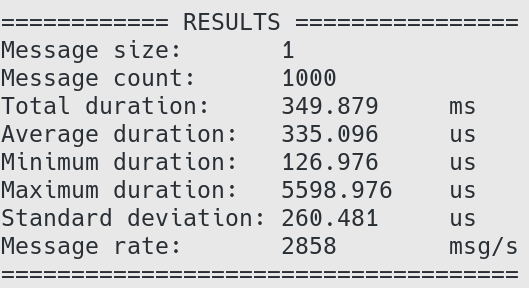 ============ RESULTS ================
Message size:       1
Message count:      1000
Total duration:     349.879     ms
Average duration:   335.096     us
Minimum duration:   126.976     us
Maximum duration:   5598.976    us
Standard deviation: 260.481     us
Message rate:       2858        msg/s
=====================================